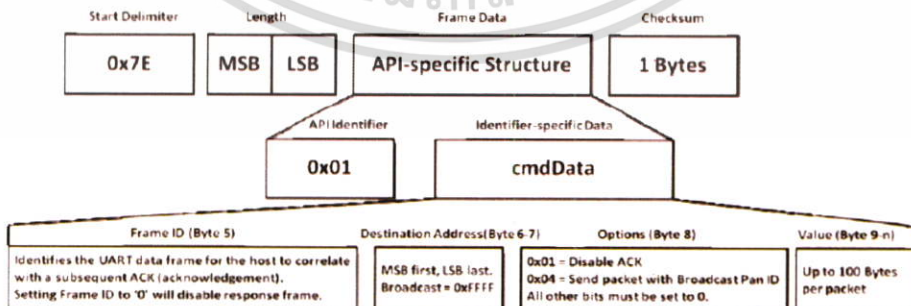 Start Delimiter Length Frame Data Checksum
0x7E MSB LSB API-specific Structure 1 Bytes
API Identifier Identifier-specific Data
0x01 cmdData
Frame ID (Byte 5) Destination Address(Byte 6-7) Options (Byte 8) Value (Byte 9-n)
Identifies the UART data frame for the host to correlate
with a subsequent ACK (acknowledgement).
Setting Frame ID to '0' will disable response frame.
MSB first, LSB last.
Broadcast = 0xFFFF
0x01 = Disable ACK
0x04 = Send packet with Broadcast Pan ID
All other bits must be set to 0.
Up to 100 Bytes
per packet